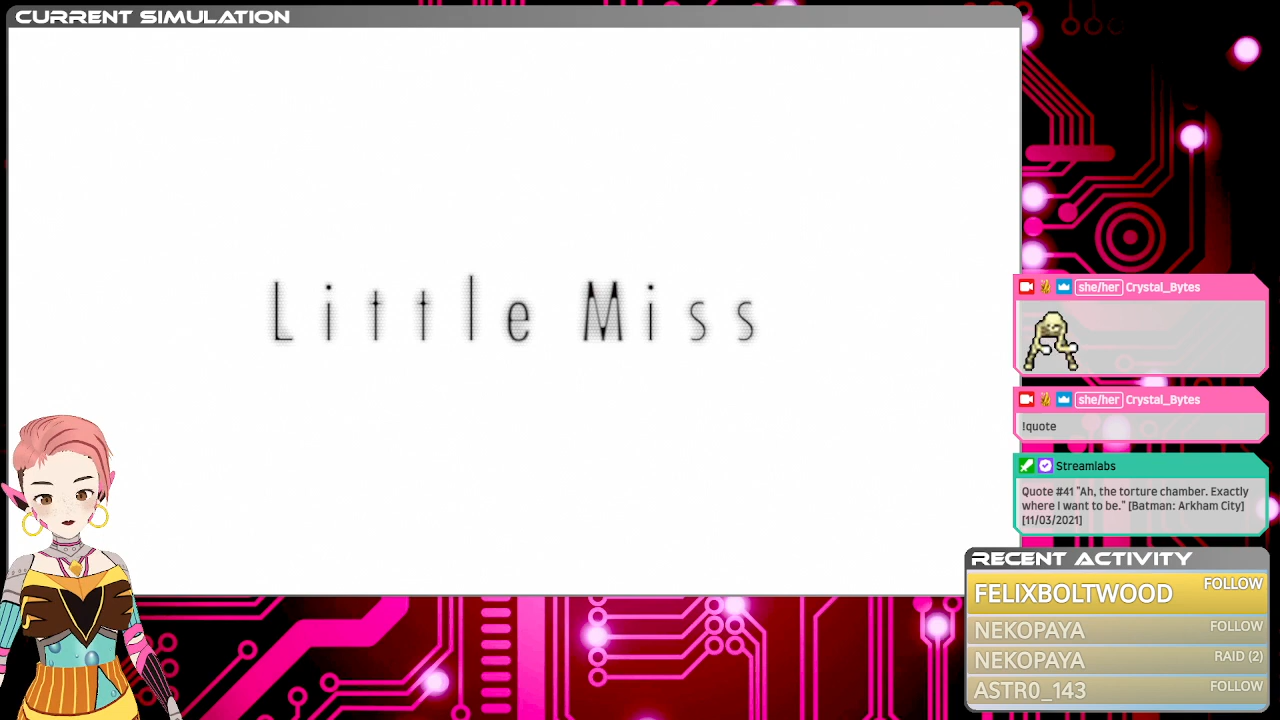 CURRENT SIMULATION
Little Miss
she/her Crystal_Bytes
she/her Crystal_Bytes
!quote
Streamlabs
Quote #41 "Ah, the torture chamber. Exactly
where I want to be." [Batman: Arkham City]
[11/03/2021]
RECENT ACTIVITY
FELIXBOLTWOOD FOLLOW
NEKOPAYA FOLLOW
NEKOPAYA RAID (2)
ASTR0_143 FOLLOW